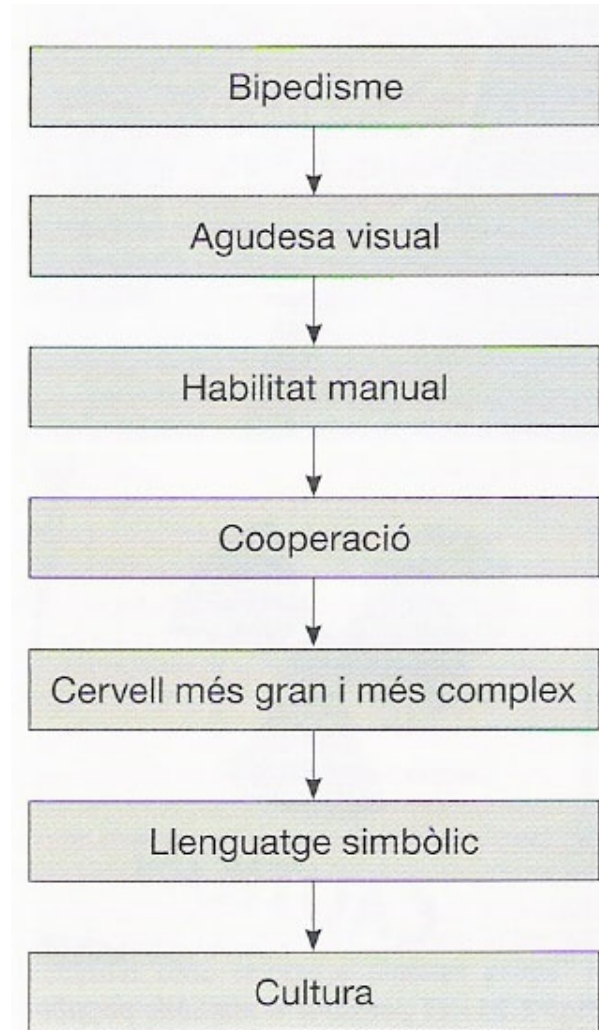 Bipedisme
Agudesa visual
Habilitat manual
Cooperació
Cervell més gran i més complex
Llenguatge simbòlic
Cultura